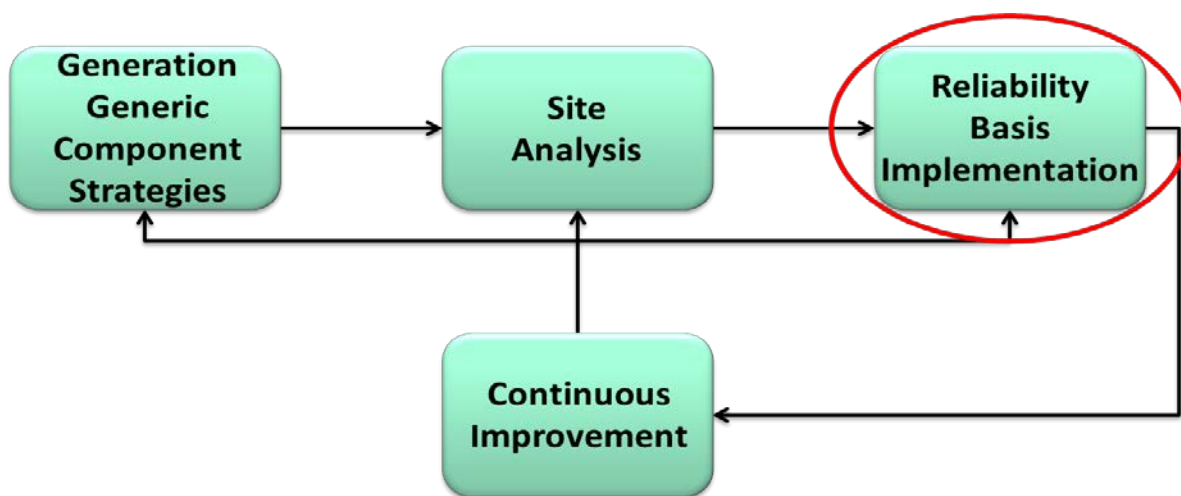 Generation
Generic
Component
Strategies
Site
Analysis
Reliability
Basis
Implementation
Continuous
Improvement